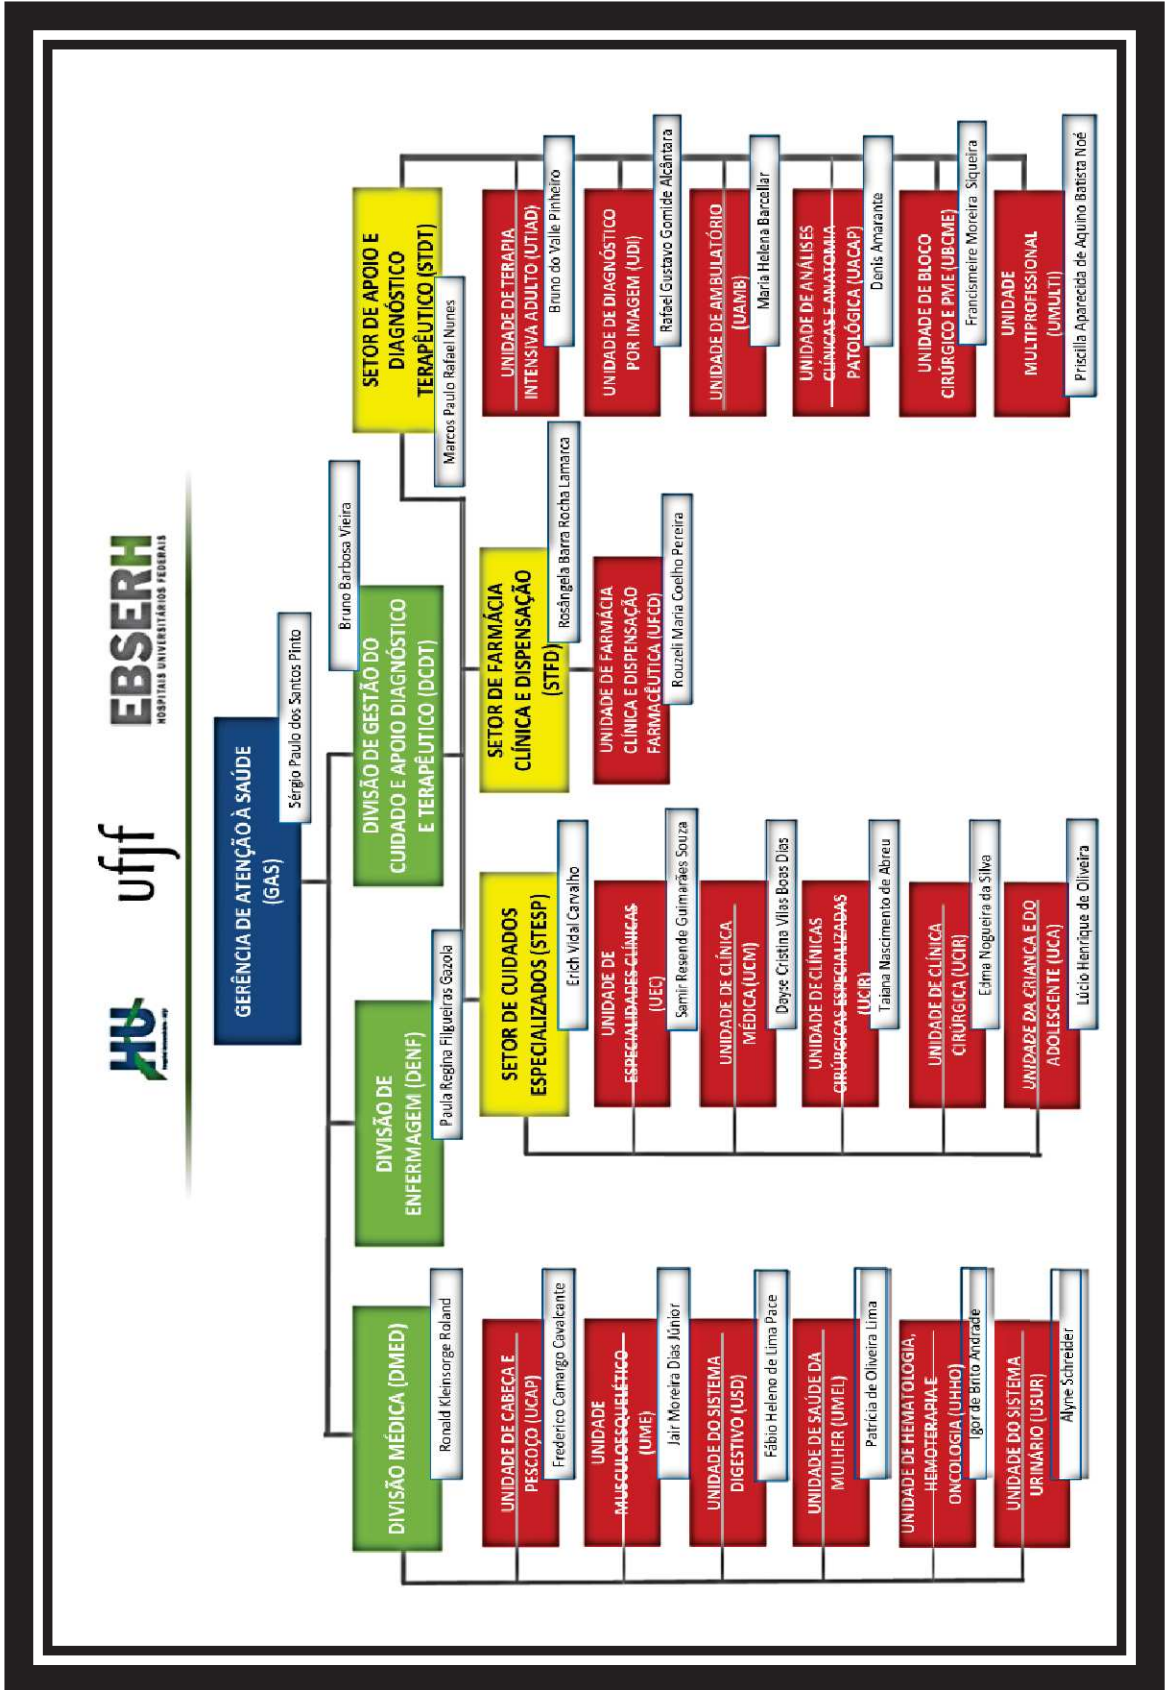 HU
ufjf
EBSERH
HOSPITAIS UNIVERSITÁRIOS FEDERAIS
GERÊNCIA DE ATENÇÃO À SAÚDE
(GAS)
Sérgio Paulo dos Santos Pinto
DIVISÃO MÉDICA (DMED)
Ronald Kleinsorge Roland
DIVISÃO DE
ENFERMAGEM (DENF)
Paula Regina Filgueiras Gazola
DIVISÃO DE GESTÃO DO
CUIDADO E APOIO DIAGNÓSTICO
E TERAPÊUTICO (DCDT)
Bruno Barbosa Vieira
SETOR DE APOIO E
DIAGNÓSTICO
TERAPÊUTICO (STDT)
Marcos Paulo Rafael Nunes
UNIDADE DE CABEÇA E
PESCOÇO (UCAP)
Frederico Camargo Cavalcante
UNIDADE
MUSCULOESQUELÉTICO
(UME)
Jair Moreira Dias Júnior
UNIDADE DO SISTEMA
DIGESTIVO (USD)
Fábio Heleno de Lima Pace
UNIDADE DE SAÚDE DA
MULHER (UMEL)
Patrícia de Oliveira Lima
UNIDADE DE HEMATOLOGIA,
HEMOTERAPIA E
ONCOLOGIA (UHHO)
Igor de Brito Andrade
UNIDADE DO SISTEMA
URINÁRIO (USUR)
Alyne Schreider
SETOR DE CUIDADOS
ESPECIALIZADOS (STESP)
Erich Vidal Carvalho
UNIDADE DE
ESPECIALIDADES CLÍNICAS
(UEC)
Samir Resende Guimarães Souza
UNIDADE DE CLÍNICA
MÉDICA (UCM)
Dayse Cristina Vilas Boas Dias
UNIDADE DE CLÍNICAS
CIRÚRGICAS ESPECIALIZADAS
(UCIR)
Taiana Nascimento de Abreu
UNIDADE DE CLÍNICA
CIRÚRGICA (UCIR)
Edma Nogueira da Silva
UNIDADE DA CRIANÇA E DO
ADOLESCENTE (UCA)
Lúcio Henrique de Oliveira
SETOR DE FARMÁCIA
CLÍNICA E DISPENSAÇÃO
(STFD)
Rosângela Barra Rocha Lamarca
UNIDADE DE FARMÁCIA
CLÍNICA E DISPENSAÇÃO
FARMACÊUTICA (UFCD)
Rouzeli Maria Coelho Pereira
UNIDADE DE TERAPIA
INTENSIVA ADULTO (UTIAD)
Bruno do Valle Pinheiro
UNIDADE DE DIAGNÓSTICO
POR IMAGEM (UDI)
Rafael Gustavo Gomide Alcântara
UNIDADE DE AMBULATÓRIO
(UAMB)
Maria Helena Barcellar
UNIDADE DE ANÁLISES
CLÍNICAS E ANATOMIA
PATOLÓGICA (UACAP)
Denis Amarante
UNIDADE DE BLOCO
CIRÚRGICO E PME (UBCME)
Francismeire Moreira Siqueira
UNIDADE
MULTIPROFISSIONAL
(UMULTI)
Priscilla Aparecida de Aquino Batista Noé